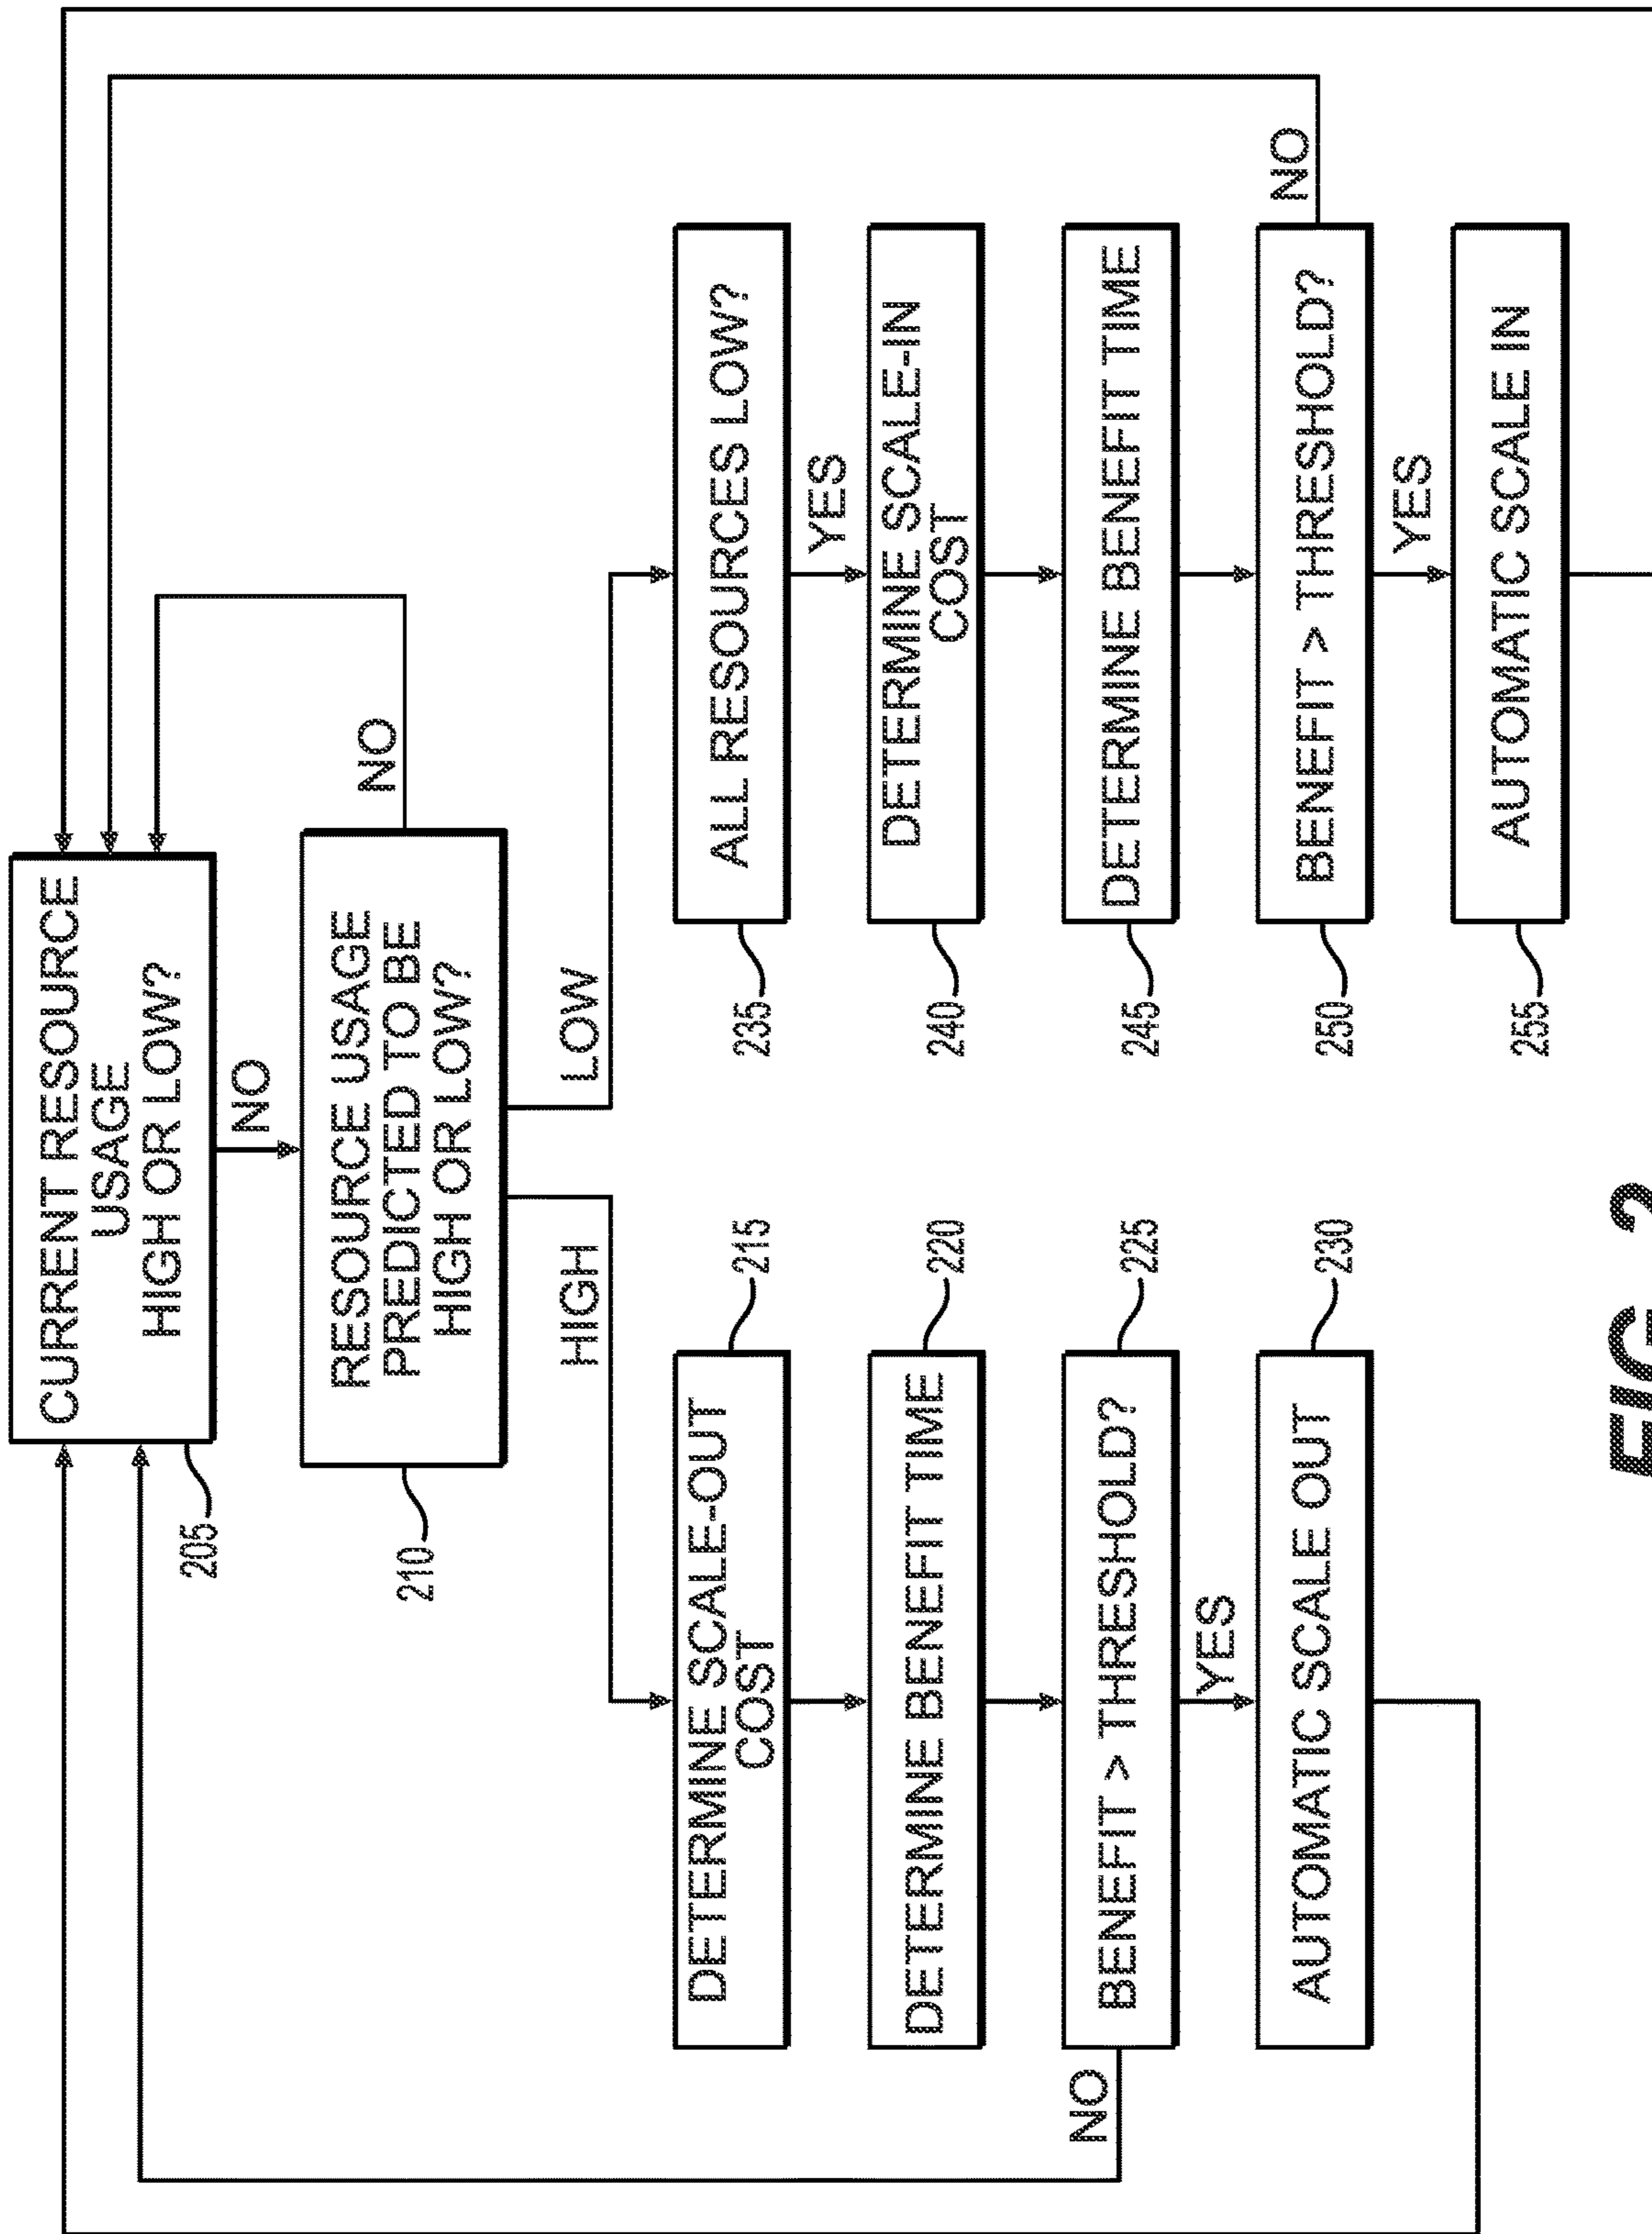 CURRENT RESOURCE
USAGE
HIGH OR LOW?
205
NO
RESOURCE USAGE
PREDICTED TO BE
HIGH OR LOW?
210
NO
HIGH
LOW
DETERMINE SCALE-OUT
COST
215
DETERMINE BENEFIT TIME
220
BENEFIT > THRESHOLD?
225
NO
YES
AUTOMATIC SCALE OUT
230
ALL RESOURCES LOW?
235
YES
DETERMINE SCALE-IN
COST
240
DETERMINE BENEFIT TIME
245
BENEFIT > THRESHOLD?
250
NO
YES
AUTOMATIC SCALE IN
255
FIG. 2